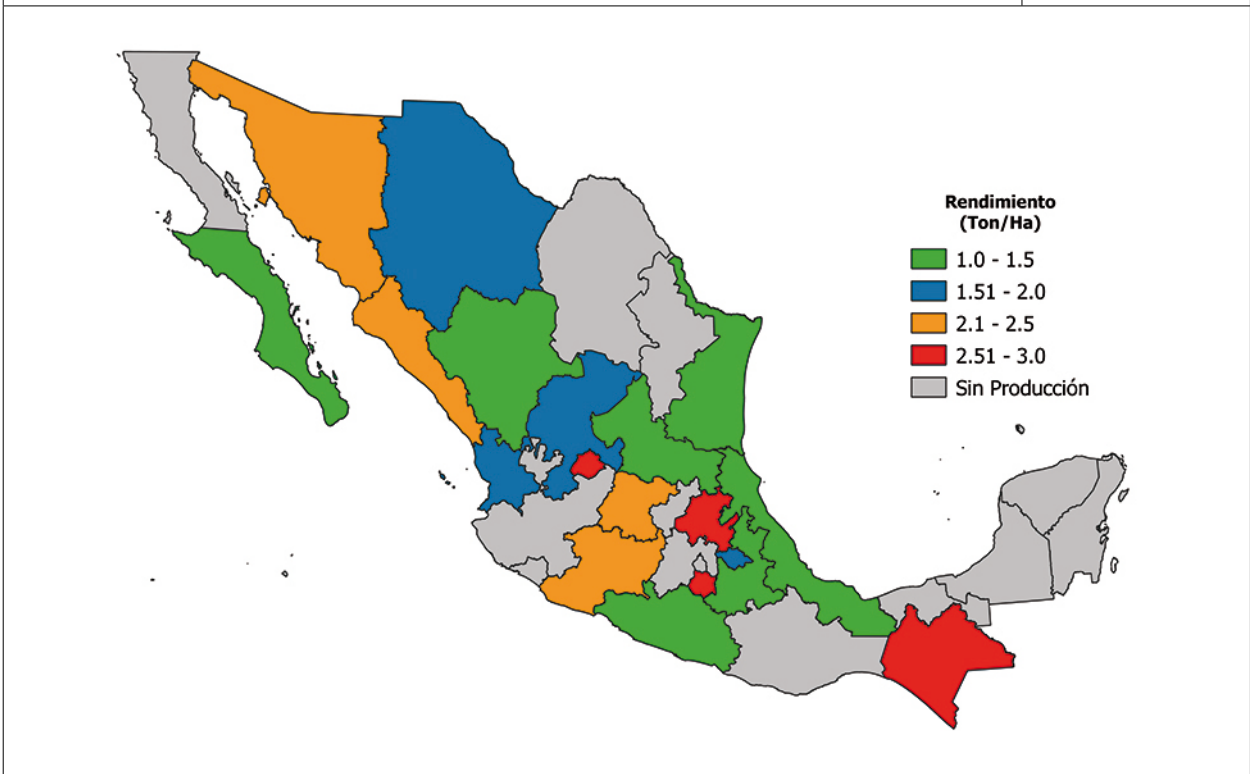 Rendimiento
(Ton/Ha)
1.0 - 1.5
1.51 - 2.0
2.1 - 2.5
2.51 - 3.0
Sin Producción